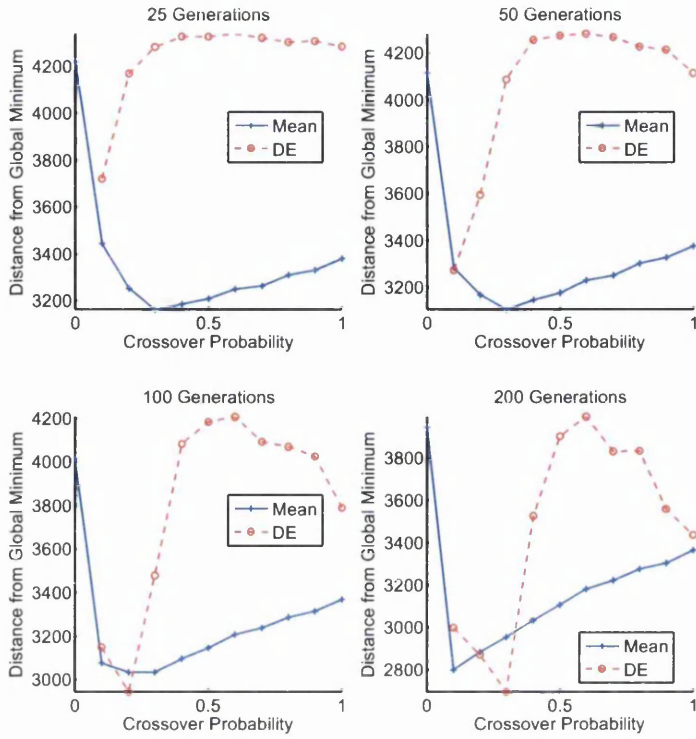 25 Generations
Distance from Global Minimum
4200
4000
3800
3600
3400
3200
Mean
DE
0
0.5
1
Crossover Probability
50 Generations
Distance from Global Minimum
4200
4000
3800
3600
3400
3200
Mean
DE
0
0.5
1
Crossover Probability
100 Generations
Distance from Global Minimum
4200
4000
3800
3600
3400
3200
3000
Mean
DE
0
0.5
1
Crossover Probability
200 Generations
Distance from Global Minimum
3800
3600
3400
3200
3000
2800
Mean
DE
0
0.5
1
Crossover Probability